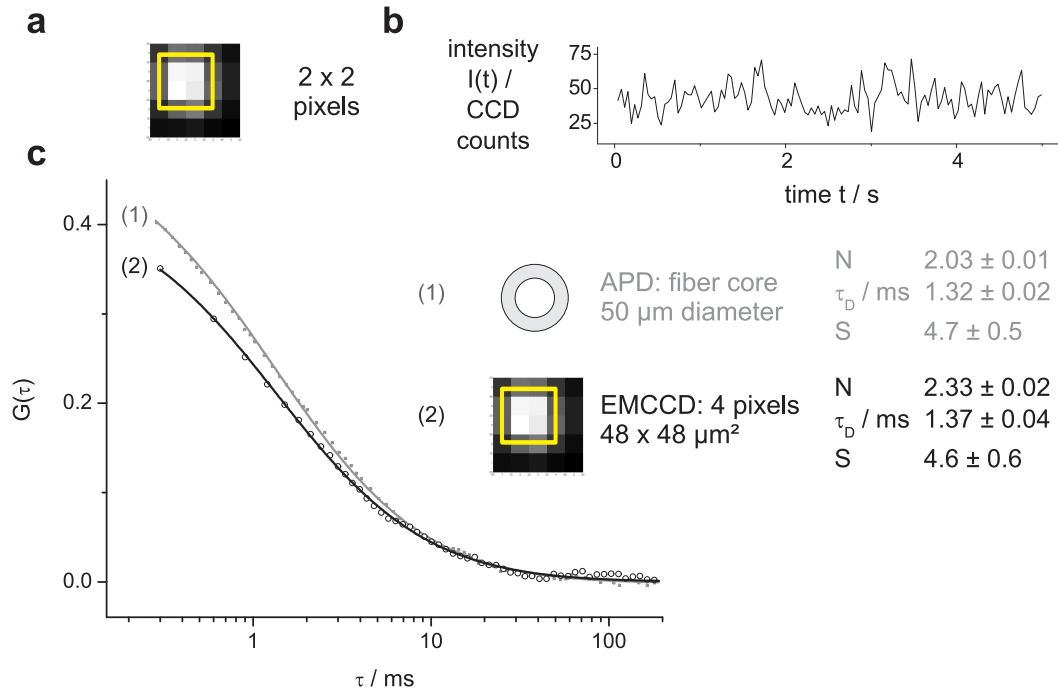 a
2 x 2
pixels
b
intensity
I(t) /
CCD
counts
75
50
25
0
2
4
time t / s
c
0.4
0.2
0.0
G(τ)
(1)
(2)
1
10
100
τ / ms
(1)
APD: fiber core
50 µm diameter
N 2.03 ± 0.01
τD / ms 1.32 ± 0.02
S 4.7 ± 0.5
(2)
EMCCD: 4 pixels
48 x 48 µm²
N 2.33 ± 0.02
τD / ms 1.37 ± 0.04
S 4.6 ± 0.6